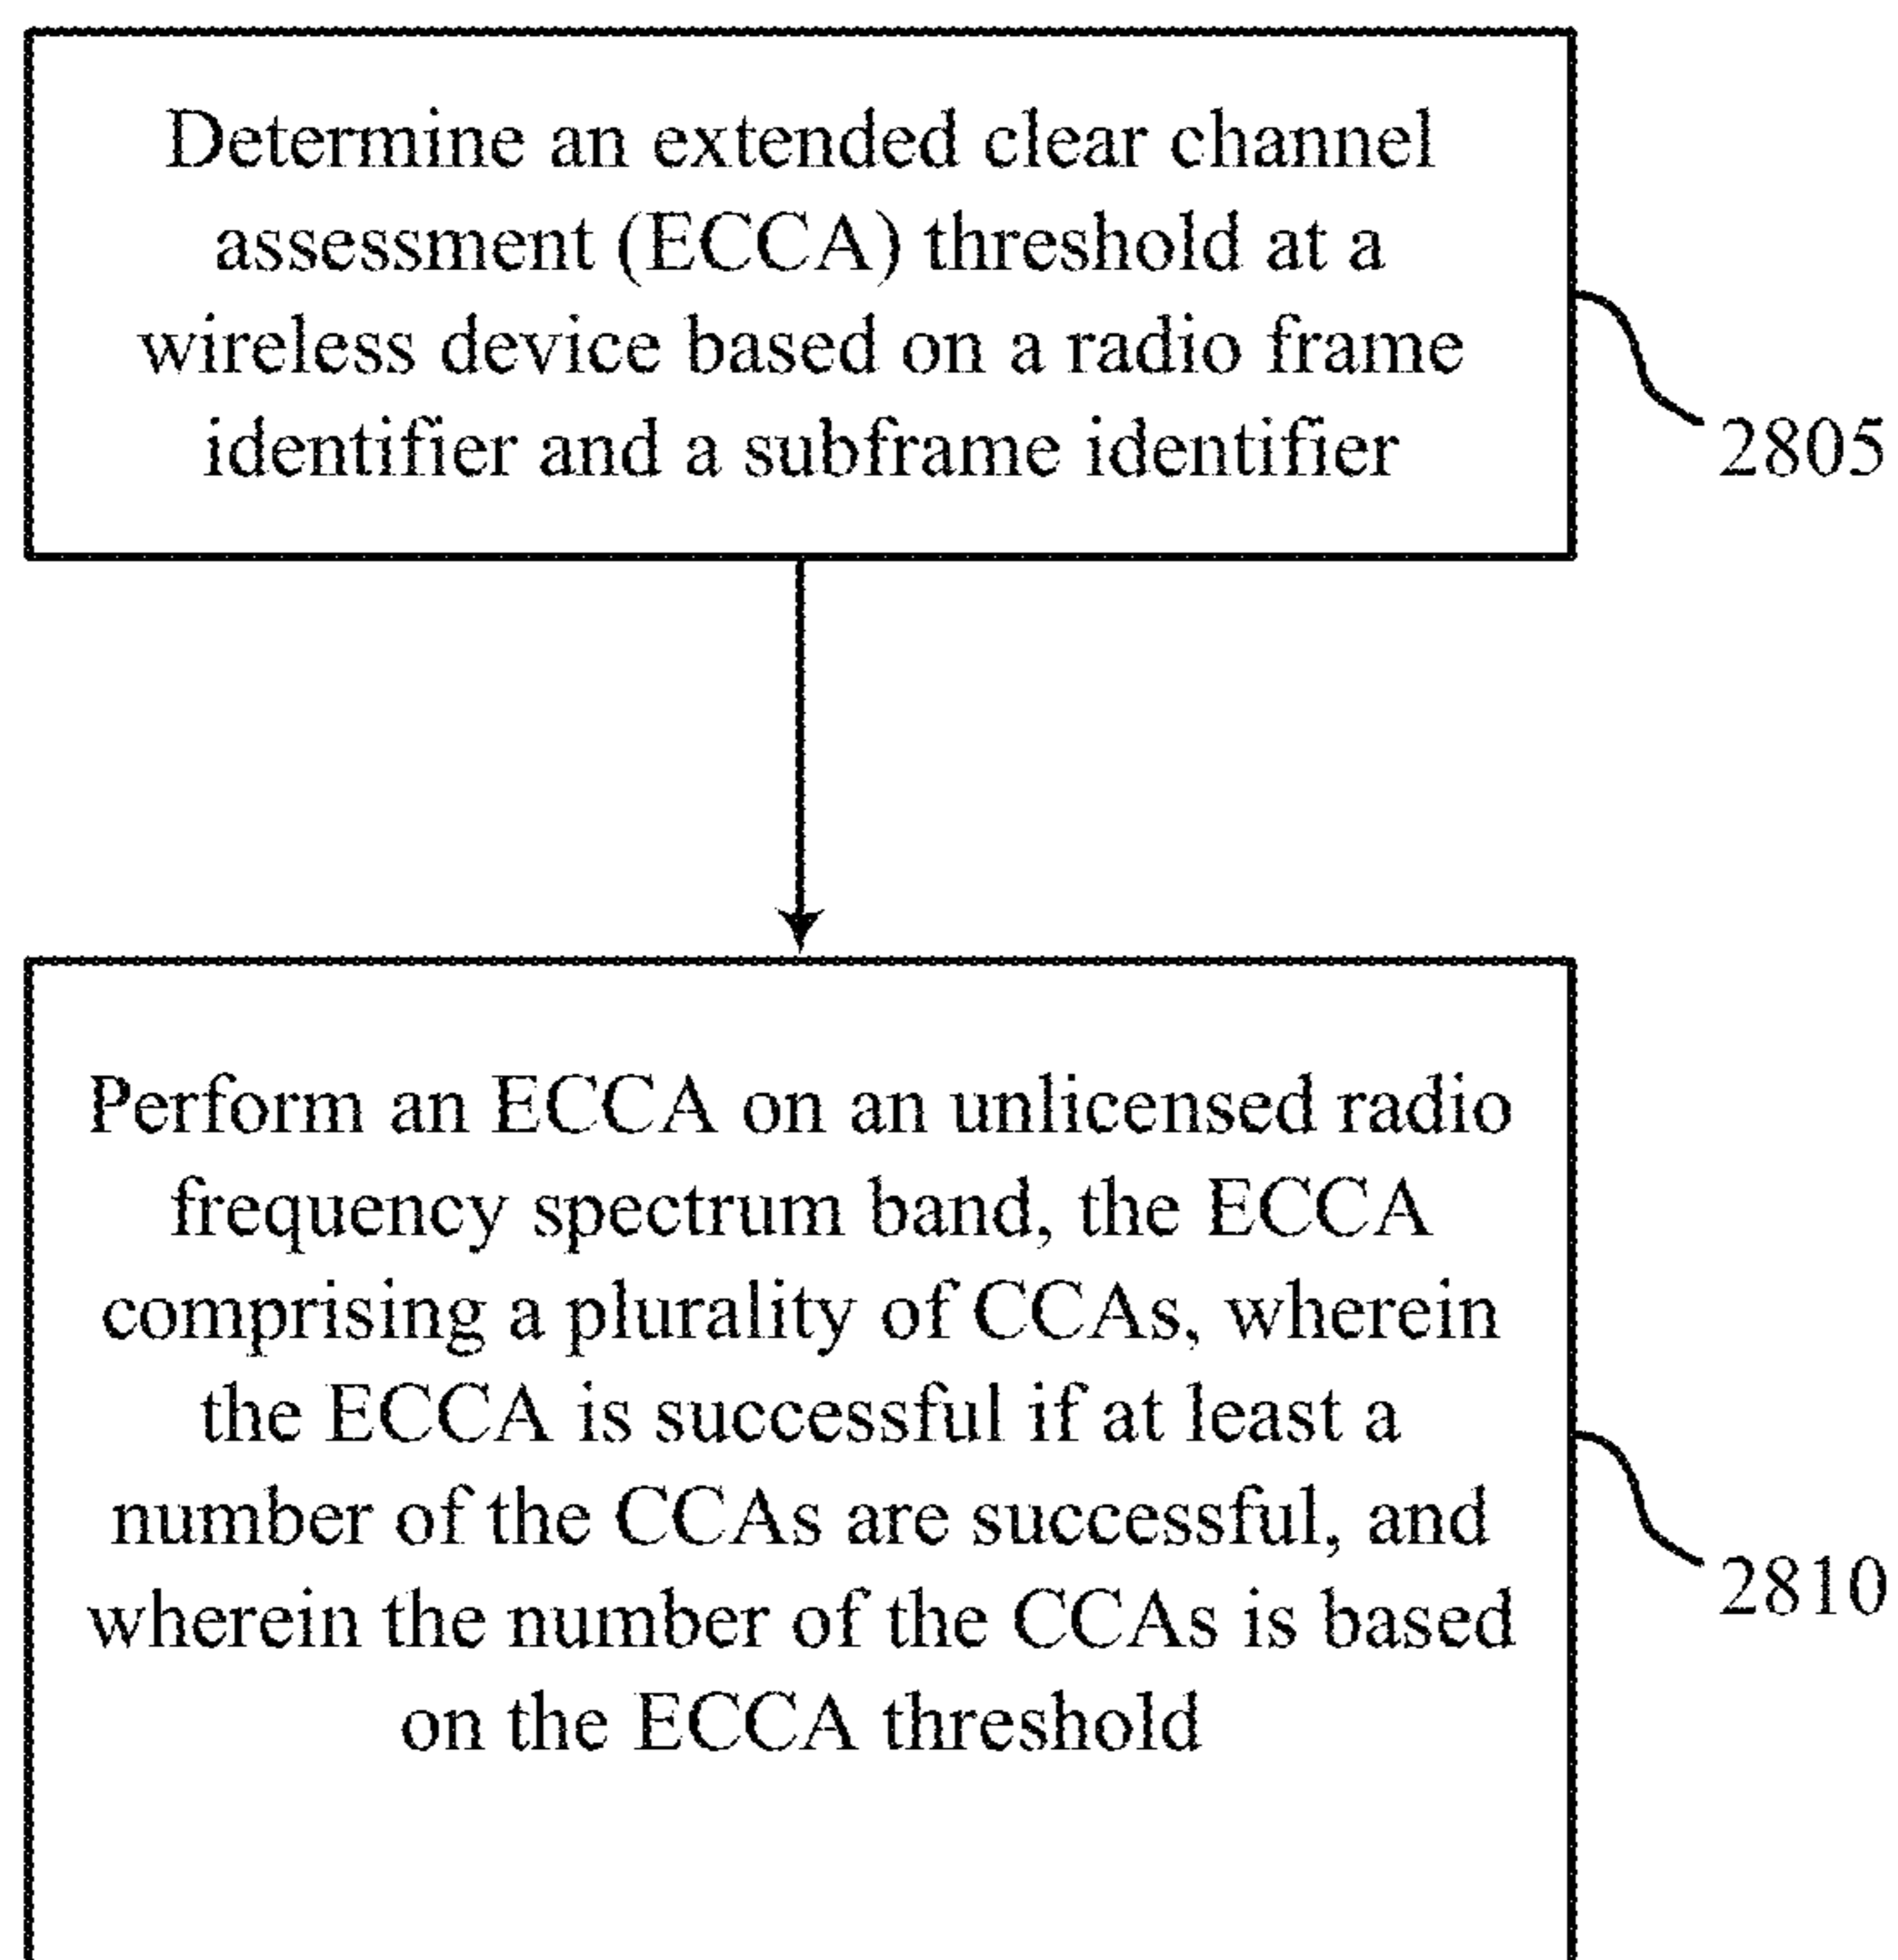 Determine an extended clear channel
assessment (ECCA) threshold at a
wireless device based on a radio frame
identifier and a subframe identifier
2805
Perform an ECCA on an unlicensed radio
frequency spectrum band, the ECCA
comprising a plurality of CCAs, wherein
the ECCA is successful if at least a
number of the CCAs are successful, and
wherein the number of the CCAs is based
on the ECCA threshold
2810